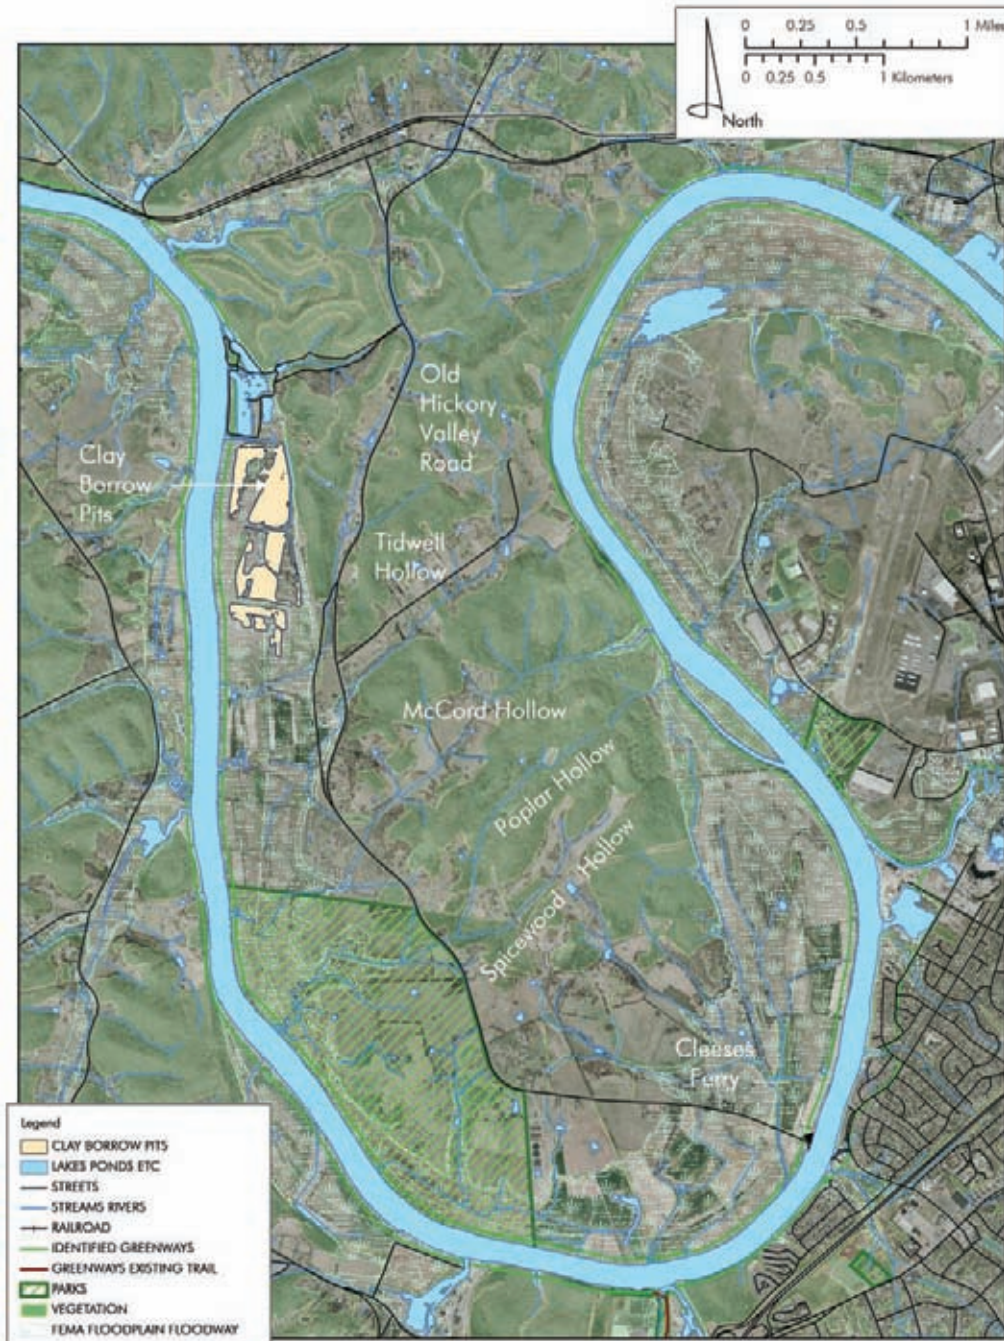 0 0.25 0.5 1 Miles
0 0.25 0.5 1 Kilometers
North
Old
Hickory
Valley
Road
Clay
Borrow
Pits
Tidwell
Hollow
McCord Hollow
Poplar Hollow
Spicewood Hollow
Cleeses
Ferry
Legend
CLAY BORROW PITS
LAKES PONDS ETC
STREETS
STREAMS RIVERS
RAILROAD
IDENTIFIED GREENWAYS
GREENWAYS EXISTING TRAIL
PARKS
VEGETATION
FEMA FLOODPLAIN FLOODWAY